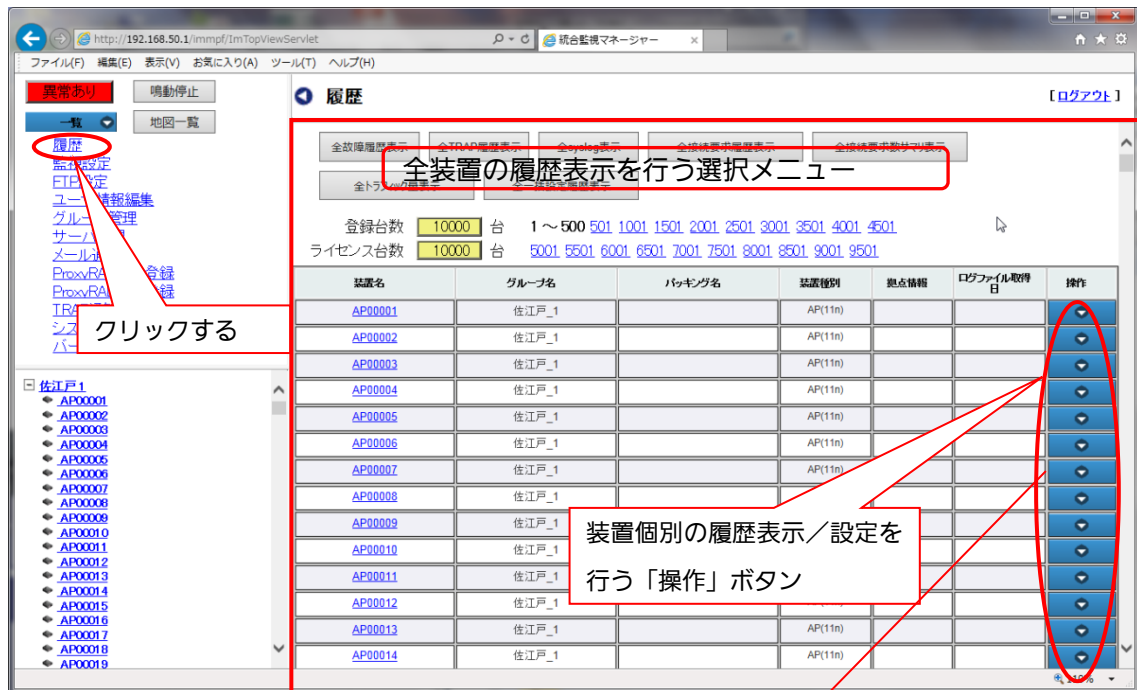 http://192.168.50.1/immpf/ImTopViewServlet
統合監視マネージャー ×
ファイル(F) 編集(E) 表示(V) お気に入り(A) ツール(T) ヘルプ(H)
異常あり 鳴動停止
一覧 地図一覧
履歴
監視設定
FTP設定
情報編集
管理
登録
登録
クリックする
佐江戸1
AP00001
AP00002
AP00003
AP00004
AP00005
AP00006
AP00007
AP00008
AP00009
AP00010
AP00011
AP00012
AP00013
AP00014
AP00015
AP00016
AP00017
AP00018
AP00019
履歴 [ログアウト]
全故障履歴表示 全TRAP履歴表示 全syslog表示 全接続要求履歴表示 全接続要求数サマリ表示
全装置の履歴表示を行う選択メニュー
全トラフィック量表示 全一括設定履歴表示
登録台数 10000 台 1～500 501 1001 1501 2001 2501 3001 3501 4001 4501
ライセンス台数 10000 台 5001 5501 6001 6501 7001 7501 8001 8501 9001 9501
装置名 グループ名 パッキング名 装置種別 拠点情報 ログファイル取得日 操作
AP00001 佐江戸_1 AP(11n)
AP00002 佐江戸_1 AP(11n)
AP00003 佐江戸_1 AP(11n)
AP00004 佐江戸_1 AP(11n)
AP00005 佐江戸_1 AP(11n)
AP00006 佐江戸_1 AP(11n)
AP00007 佐江戸_1 AP(11n)
AP00008 佐江戸_1
AP00009 佐江戸_1
AP00010 佐江戸_1
AP00011 佐江戸_1
AP00012 佐江戸_1
AP00013 佐江戸_1 AP(11n)
AP00014 佐江戸_1 AP(11n)
装置個別の履歴表示／設定を
行う「操作」ボタン